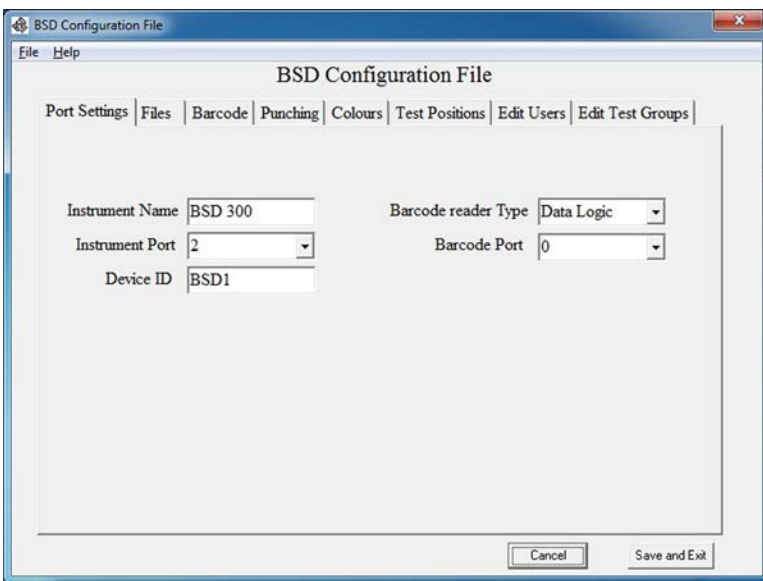 BSD Configuration File
File Help
BSD Configuration File
Port Settings Files Barcode Punching Colours Test Positions Edit Users Edit Test Groups
Instrument Name BSD 300 Barcode reader Type Data Logic
Instrument Port 2 Barcode Port 0
Device ID BSD1
Cancel Save and Exit